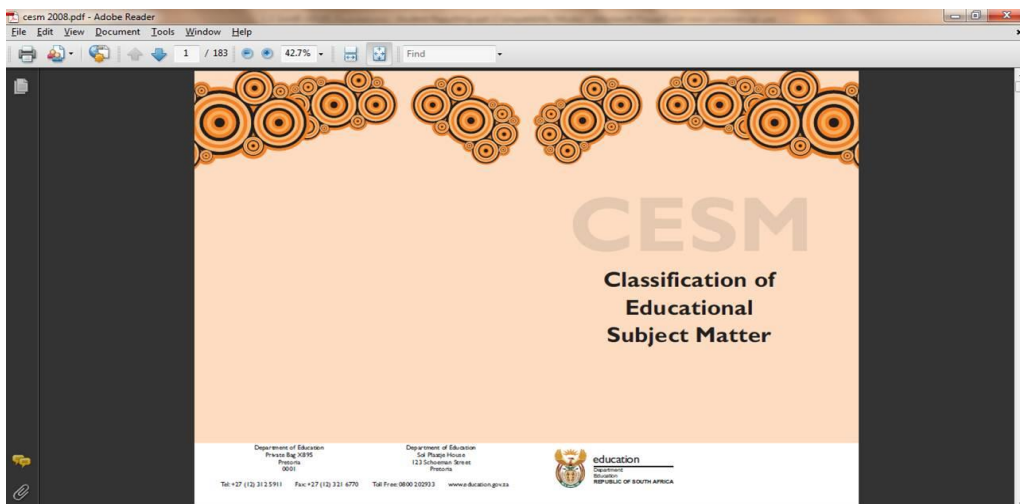 cesm 2008.pdf - Adobe Reader
File Edit View Document Tools Window Help
1 / 183 42.7% Find
CESM
Classification of
Educational
Subject Matter
Department of Education
Private Bag X895
Pretoria
0001
Department of Education
Sol Plaatje House
123 Schoeman Street
Pretoria
Tel: +27 (12) 312 5911 Fax: +27 (12) 321 6770 Toll Free: 0800 202933 www.education.gov.za
education
Department:
Education
REPUBLIC OF SOUTH AFRICA